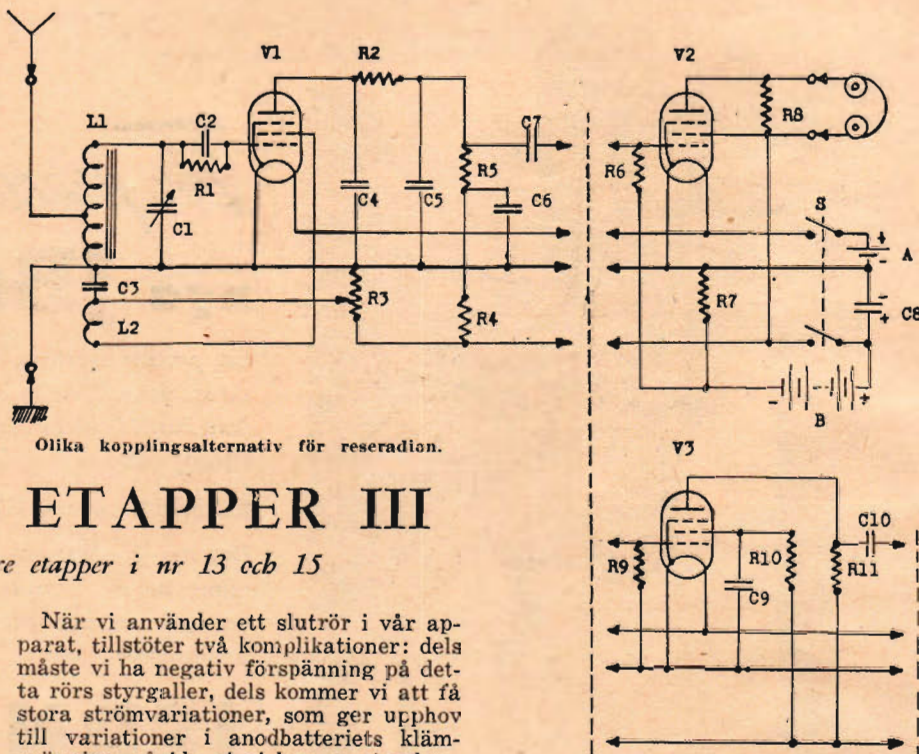 V1
R2
V2
L1
C2
C7
R8
R1
R5
R6
C1
C4
C5
C6
S
+
-
A
C3
R3
R7
-
C8
+
L2
R4
-
+
B
Olika kopplingsalternativ för reseradion.
V3
ETAPPER III
re etapper i nr 13 och 15
C10
R9
R10
R11
C9
När vi använder ett slutrör i vår ap-
parat, tillstöter två komplikationer: dels
måste vi ha negativ förspänning på det-
ta rörs styrgaller, dels kommer vi att få
stora strömvariationer, som ger upphov
till variationer i anodbatteriets kläm-